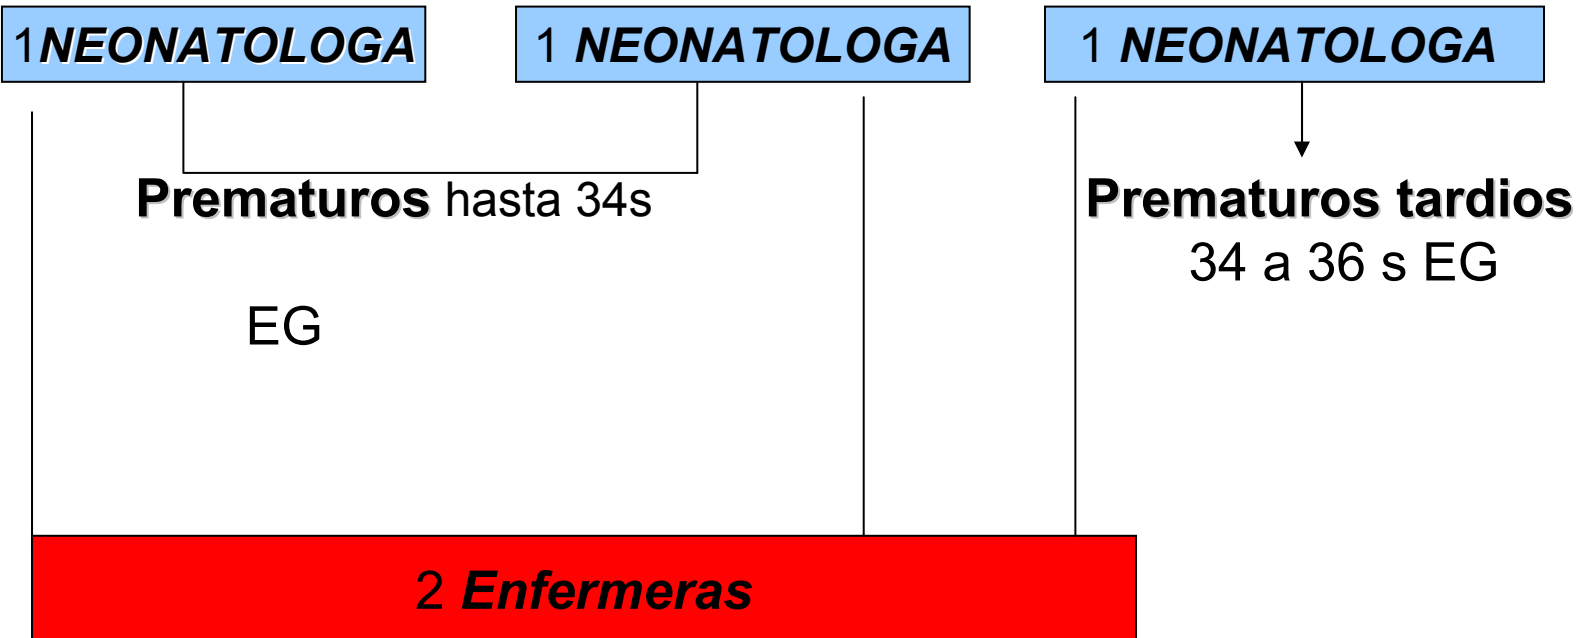 1NEONATOLOGA
1 NEONATOLOGA
1 NEONATOLOGA
Prematuros hasta 34s
EG
Prematuros tardios
34 a 36 s EG
2 Enfermeras